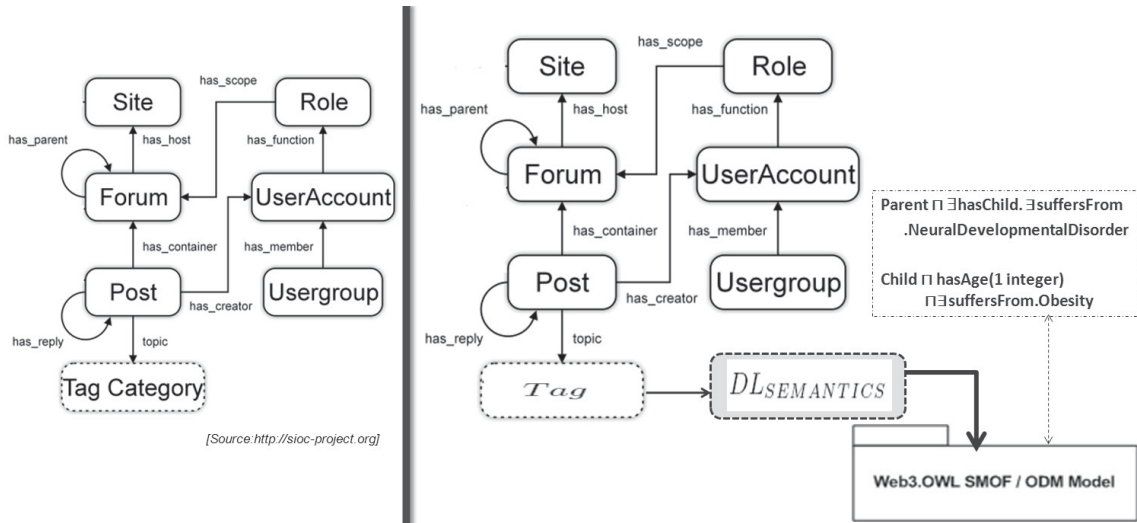 has_scope
Site
Role
has_parent
has_host
has_function
Forum
UserAccount
has_container
has_member
Post
Usergroup
has_creator
has_reply
topic
Tag Category
[Source:http://sioc-project.org]
has_scope
Site
Role
has_parent
has_host
has_function
Forum
UserAccount
has_container
has_member
Post
Usergroup
has_creator
has_reply
topic
Tag
DL SEMANTICS
Parent ⊓ ∃hasChild. ∃suffersFrom
.NeuralDevelopmentalDisorder
Child ⊓ hasAge(1 integer)
⊓∃suffersFrom.Obesity
Web3.OWL SMOF / ODM Model